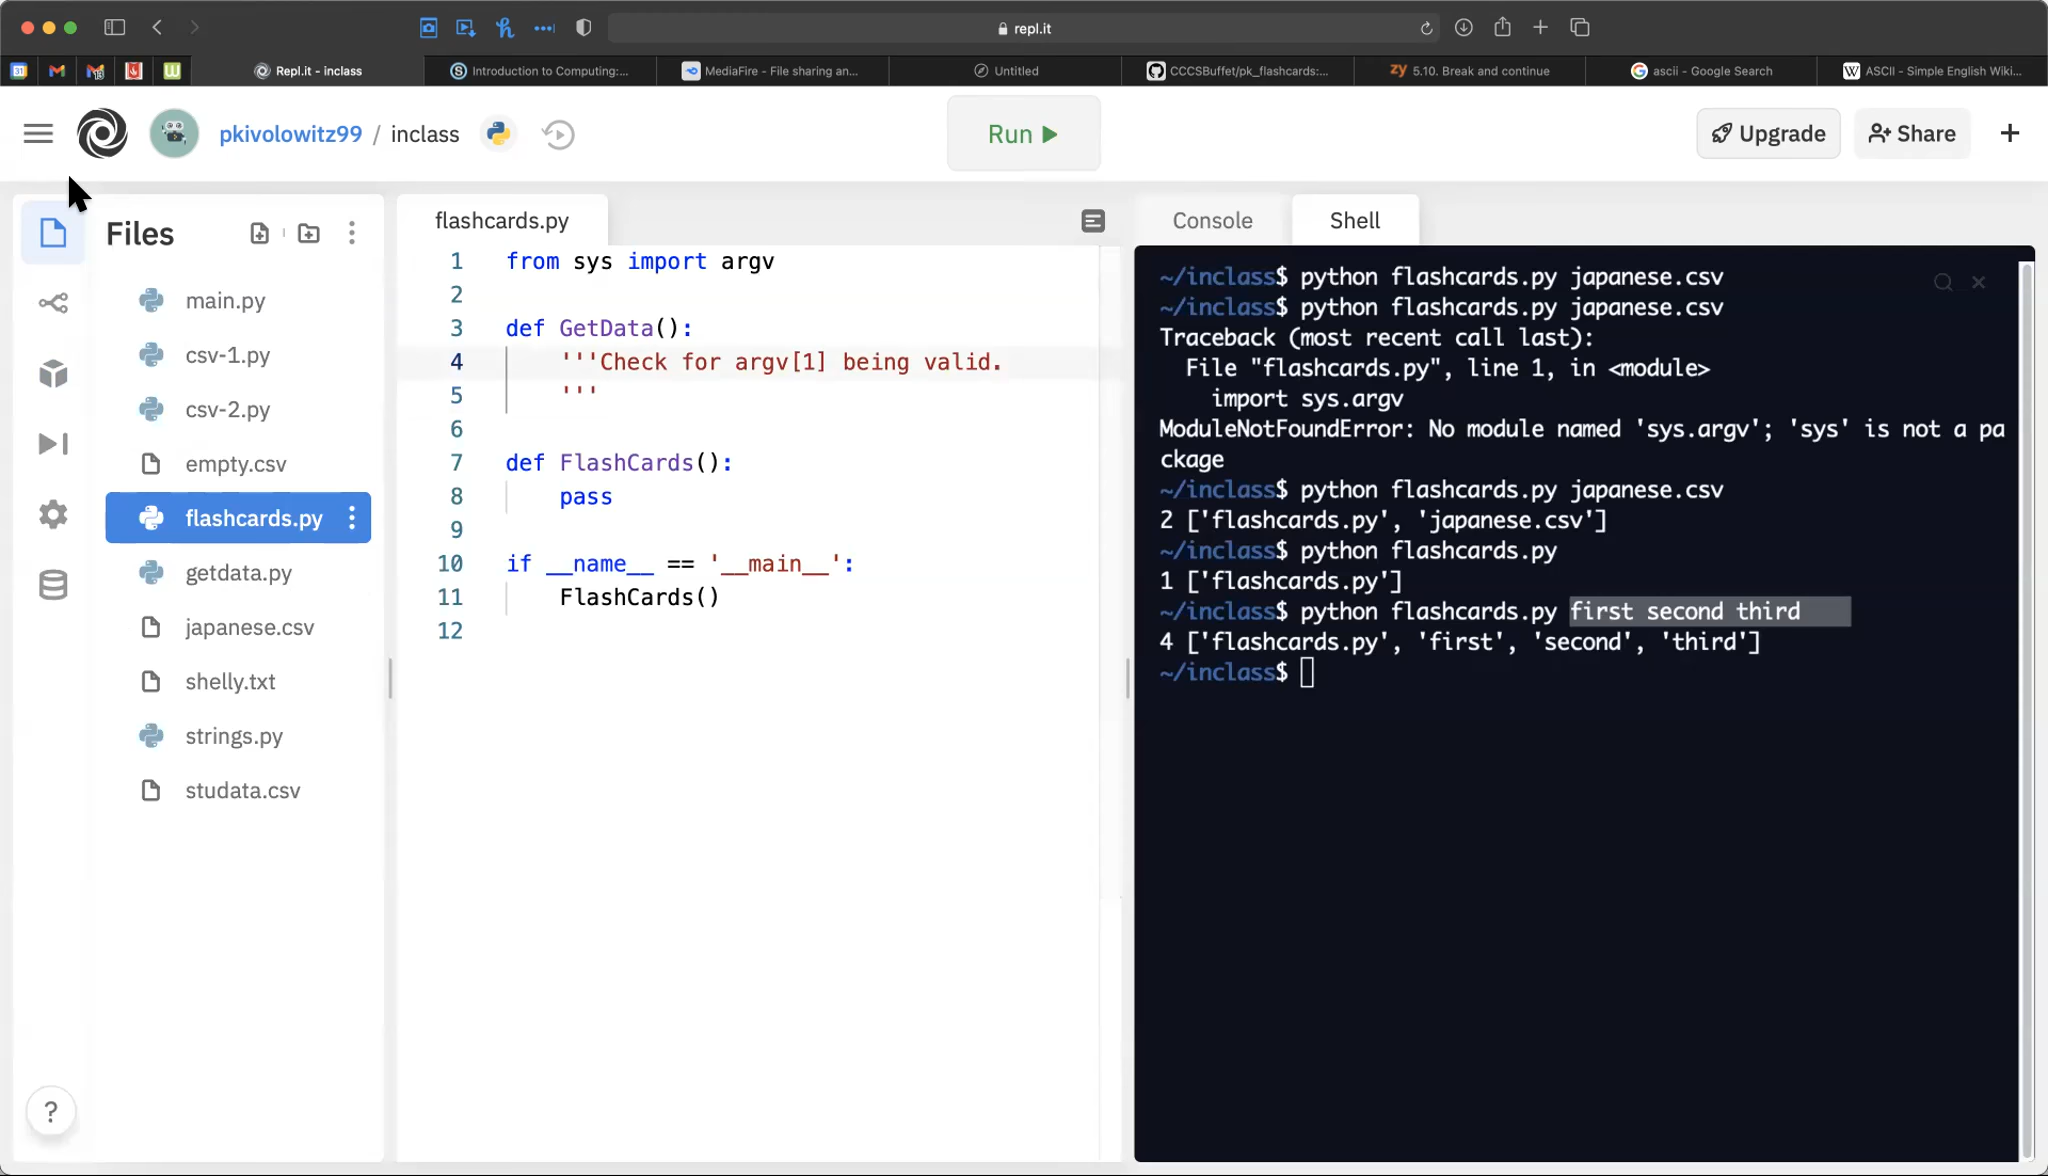 repl.it
31
Repl.it - inclass
Introduction to Computing:...
MediaFire - File sharing an...
Untitled
CCCSBuffet/pk_flashcards:...
zy 5.10. Break and continue
ascii - Google Search
W ASCII - Simple English Wiki...
pkivolowitz99 / inclass
Run
Upgrade
Share
Files
main.py
csv-1.py
csv-2.py
empty.csv
flashcards.py
getdata.py
japanese.csv
shelly.txt
strings.py
studata.csv
?
flashcards.py
1 from sys import argv
2
3 def GetData():
4 '''Check for argv[1] being valid.
5 '''
6
7 def FlashCards():
8 pass
9
10 if __name__ == '__main__':
11 FlashCards()
12
Console
Shell
~/inclass$ python flashcards.py japanese.csv
~/inclass$ python flashcards.py japanese.csv
Traceback (most recent call last):
File "flashcards.py", line 1, in <module>
import sys.argv
ModuleNotFoundError: No module named 'sys.argv'; 'sys' is not a pa
ckage
~/inclass$ python flashcards.py japanese.csv
2 ['flashcards.py', 'japanese.csv']
~/inclass$ python flashcards.py
1 ['flashcards.py']
~/inclass$ python flashcards.py first second third
4 ['flashcards.py', 'first', 'second', 'third']
~/inclass$